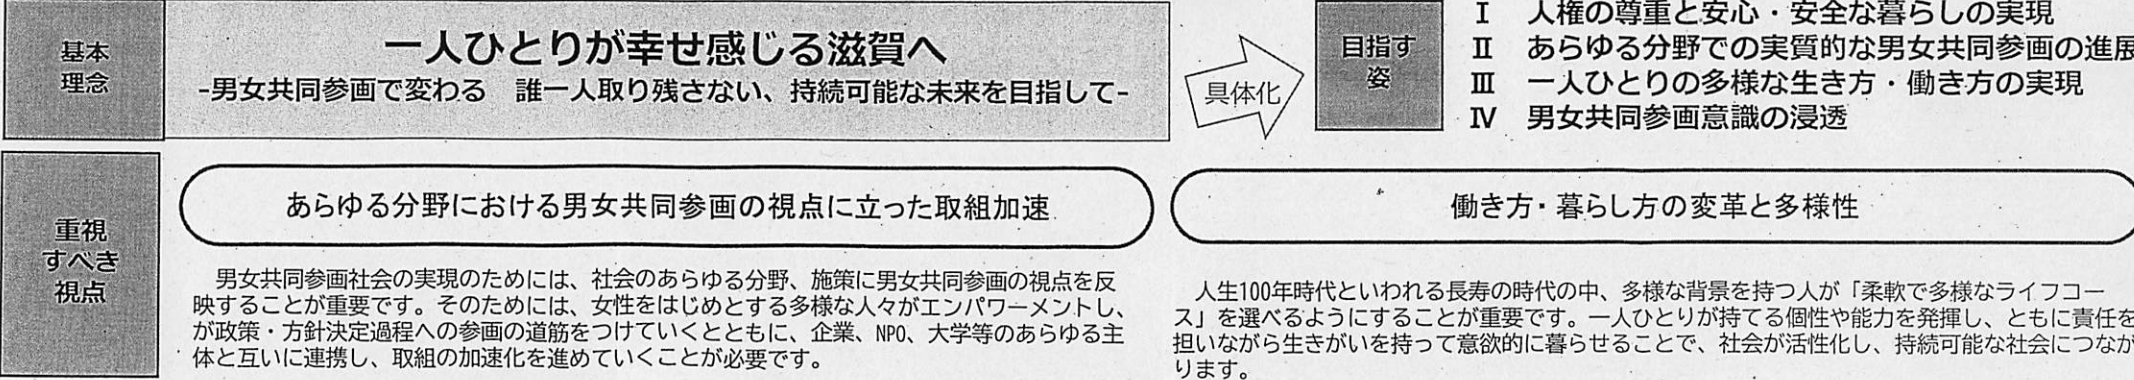 基本
理念
一人ひとりが幸せ感じる滋賀へ
-男女共同参画で変わる　誰一人取り残さない、持続可能な未来を目指して-
具体化
目指す
姿
Ⅰ　人権の尊重と安心・安全な暮らしの実現
Ⅱ　あらゆる分野での実質的な男女共同参画の進展
Ⅲ　一人ひとりの多様な生き方・働き方の実現
Ⅳ　男女共同参画意識の浸透
重視
すべき
視点
あらゆる分野における男女共同参画の視点に立った取組加速
男女共同参画社会の実現のためには、社会のあらゆる分野、施策に男女共同参画の視点を反
映することが重要です。そのためには、女性をはじめとする多様な人々がエンパワーメントし、
が政策・方針決定過程への参画の道筋をつけていくとともに、企業、NPO、大学等のあらゆる主
体と互いに連携し、取組の加速化を進めていくことが必要です。
働き方・暮らし方の変革と多様性
人生100年時代といわれる長寿の時代の中、多様な背景を持つ人が「柔軟で多様なライフコー
ス」を選べるようにすることが重要です。一人ひとりが持てる個性や能力を発揮し、ともに責任を
担いながら生きがいを持って意欲的に暮らせることで、社会が活性化し、持続可能な社会につなが
ります。